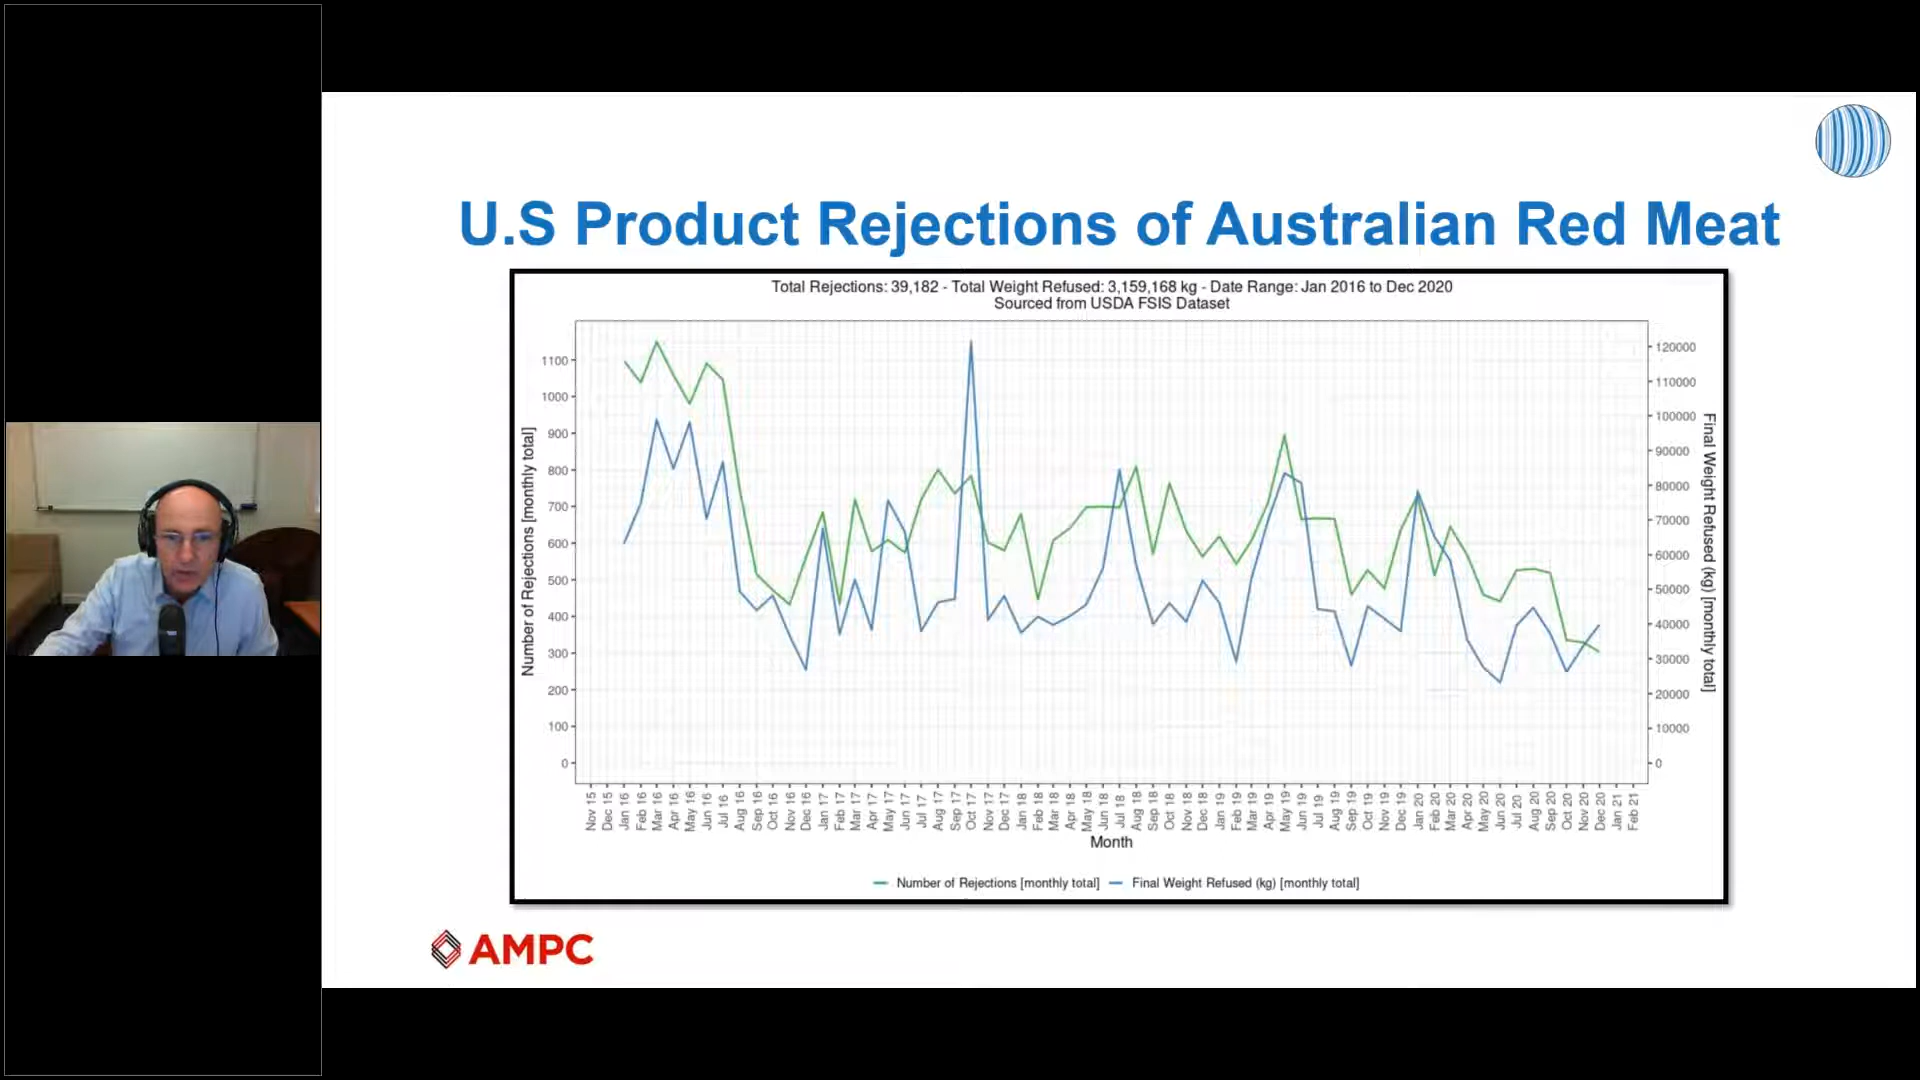 U.S Product Rejections of Australian Red Meat
Total Rejections: 39,182 - Total Weight Refused: 3,159,168 kg - Date Range: Jan 2016 to Dec 2020
Sourced from USDA FSIS Dataset
Number of Rejections [monthly total]
1100
1000
900
800
700
600
500
400
300
200
100
0
120000
110000
100000
90000
80000
70000
60000
50000
40000
30000
20000
10000
0
Final Weight Refused (kg) [monthly total]
Nov 15
Dec 15
Jan 16
Feb 16
Mar 16
Apr 16
May 16
Jun 16
Jul 16
Aug 16
Sep 16
Oct 16
Nov 16
Dec 16
Jan 17
Feb 17
Mar 17
Apr 17
May 17
Jun 17
Jul 17
Aug 17
Sep 17
Oct 17
Nov 17
Dec 17
Jan 18
Feb 18
Mar 18
Apr 18
May 18
Jun 18
Jul 18
Aug 18
Sep 18
Oct 18
Nov 18
Dec 18
Jan 19
Feb 19
Mar 19
Apr 19
May 19
Jun 19
Jul 19
Aug 19
Sep 19
Oct 19
Nov 19
Dec 19
Jan 20
Feb 20
Mar 20
Apr 20
May 20
Jun 20
Jul 20
Aug 20
Sep 20
Oct 20
Nov 20
Dec 20
Jan 21
Feb 21
Month
Number of Rejections [monthly total]
Final Weight Refused (kg) [monthly total]
AMPC